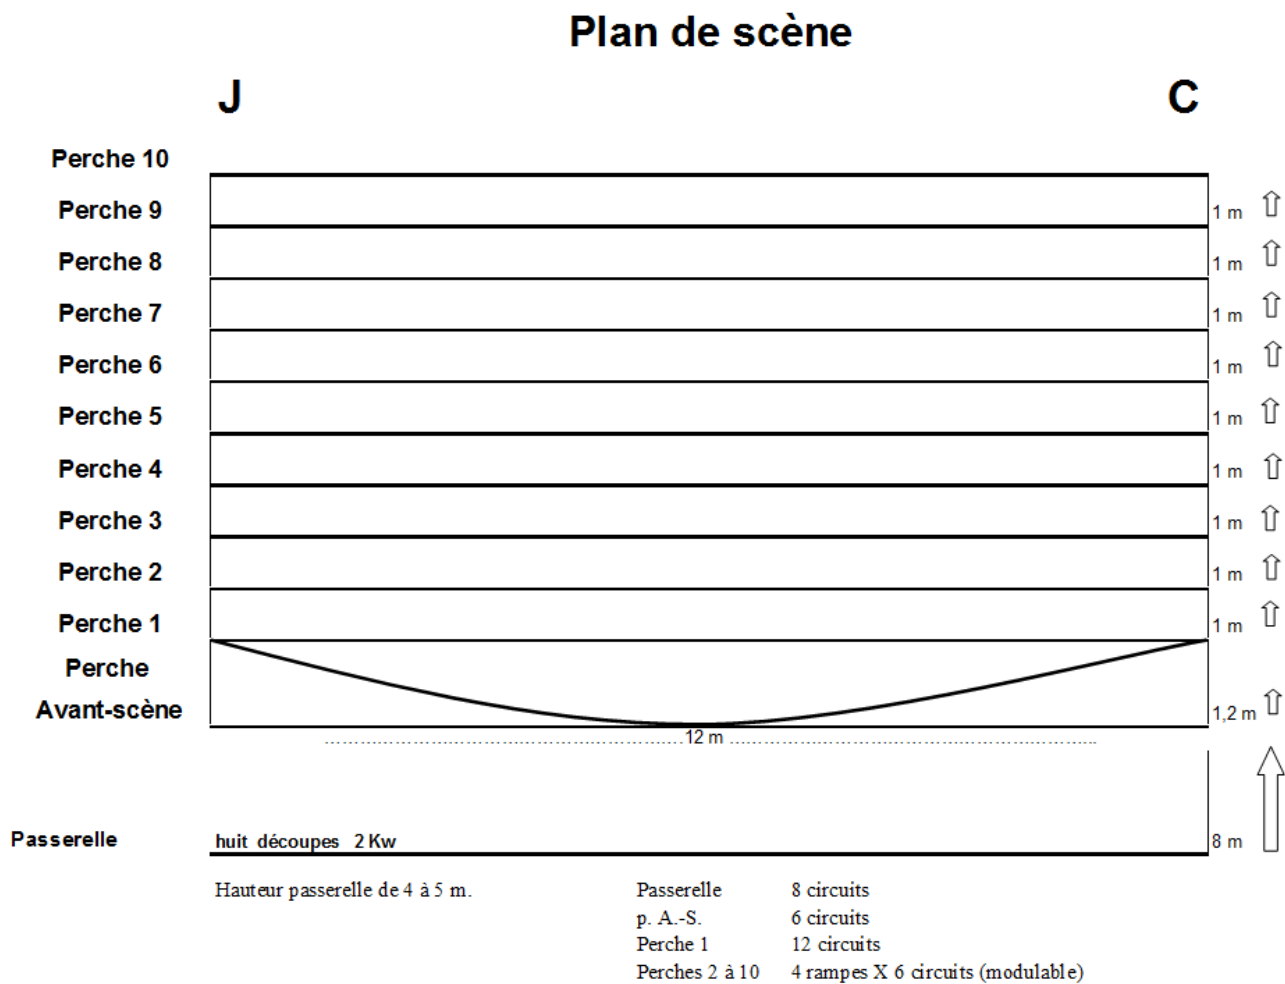 Plan de scène
J C
Perche 10
Perche 9 1 m
Perche 8 1 m
Perche 7 1 m
Perche 6 1 m
Perche 5 1 m
Perche 4 1 m
Perche 3 1 m
Perche 2 1 m
Perche 1 1 m
Perche
Avant-scène 1,2 m
12 m
Passerelle huit découpes 2 Kw 8 m
Hauteur passerelle de 4 à 5 m. Passerelle 8 circuits
p. A.-S. 6 circuits
Perche 1 12 circuits
Perches 2 à 10 4 rampes X 6 circuits (modulable)